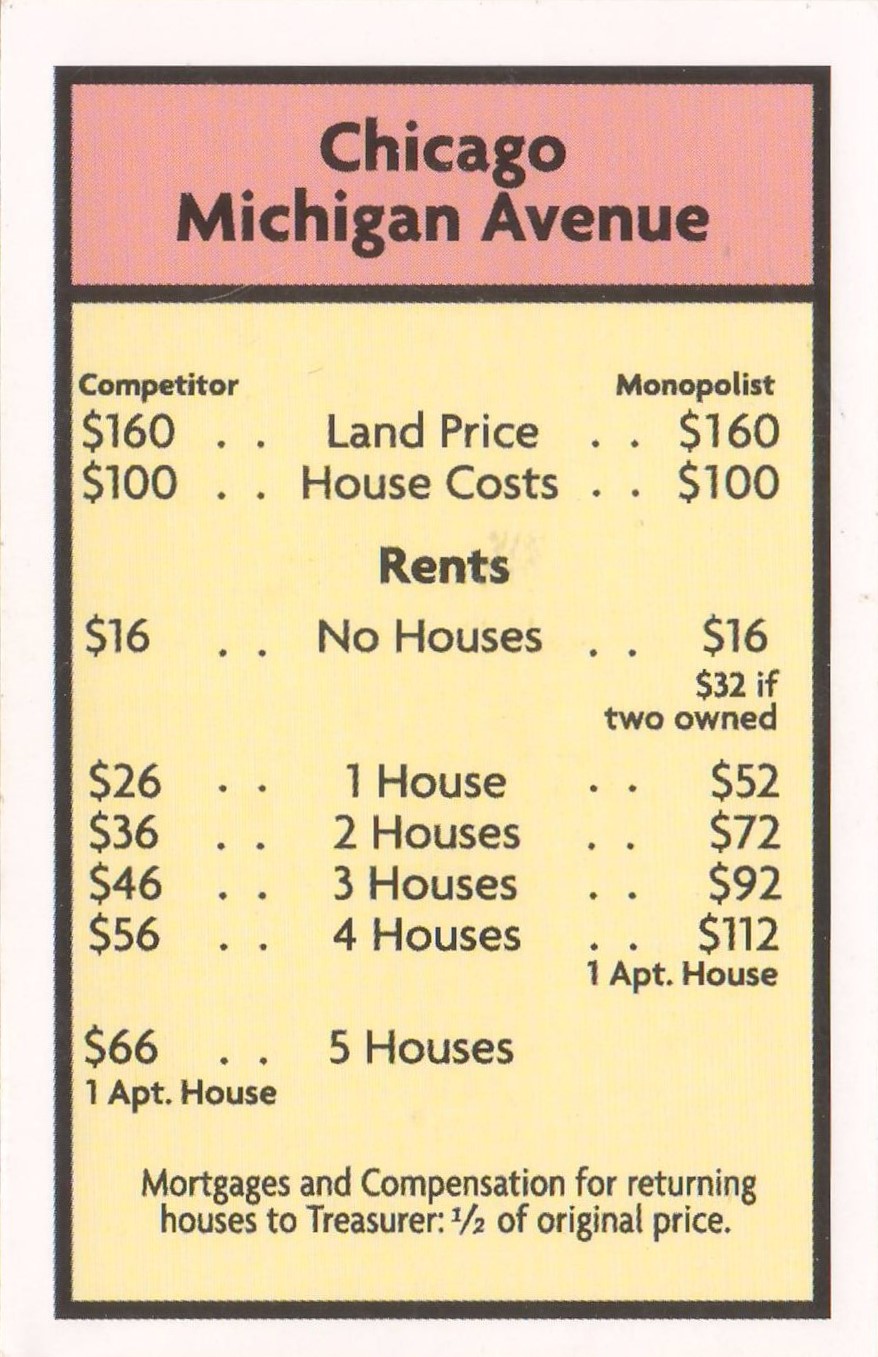 Chicago
Michigan Avenue
Competitor Monopolist
$160 . . Land Price . . $160
$100 . . House Costs . . $100
Rents
$16 . . No Houses . . $16
$32 if
two owned
$26 . . 1 House . . $52
$36 . . 2 Houses . . $72
$46 . . 3 Houses . . $92
$56 . . 4 Houses . . $112
1 Apt. House
$66 . . 5 Houses
1 Apt. House
Mortgages and Compensation for returning
houses to Treasurer: ½ of original price.